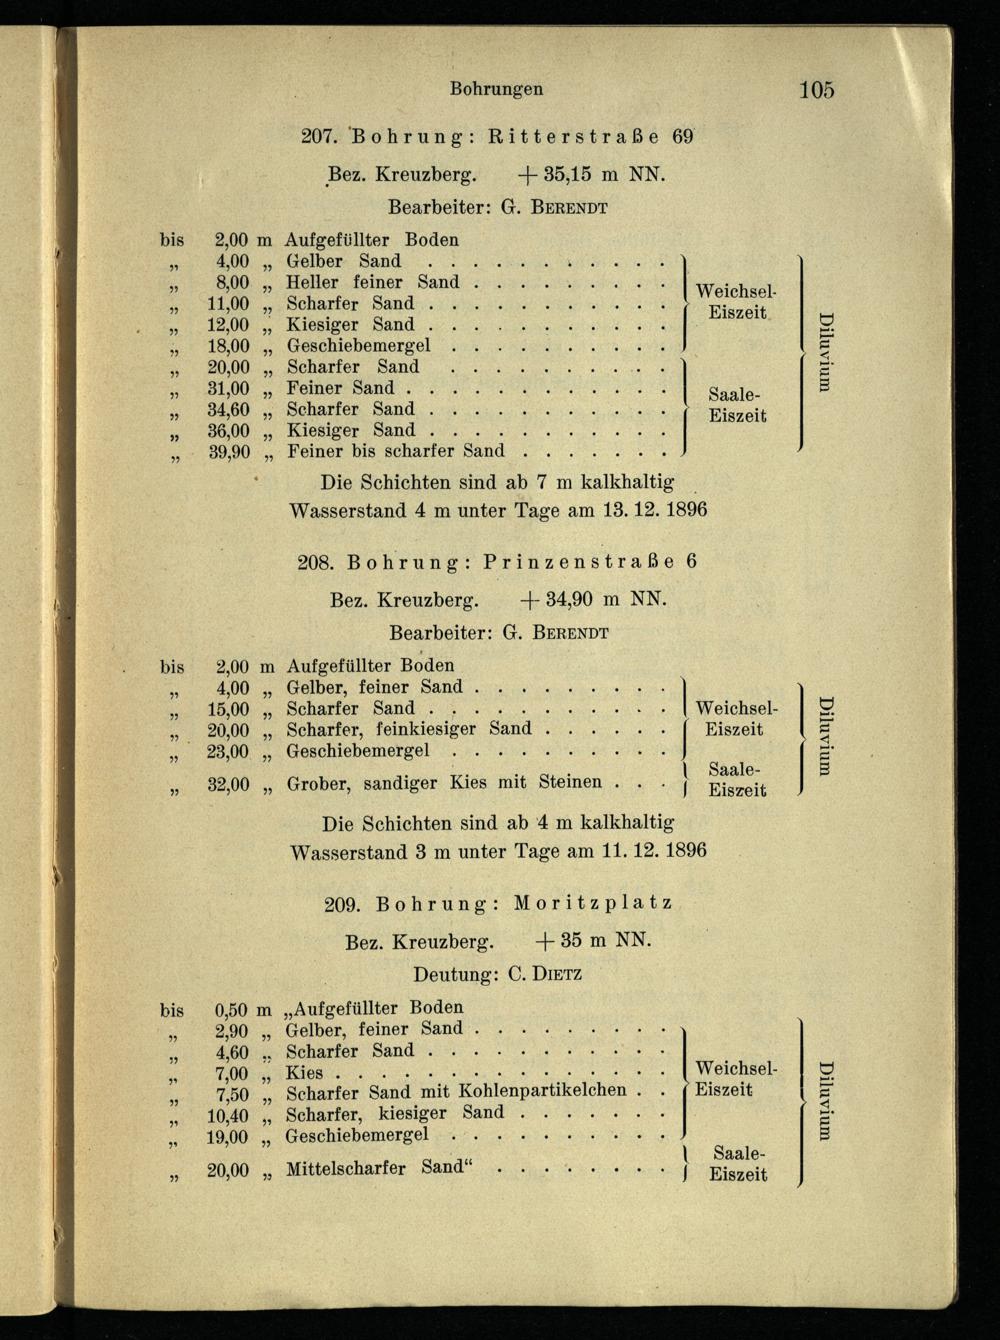 Bohrungen 105
207. Bohrung: Ritterstraße 69
Bez. Kreuzberg. + 35,15 m NN.
Bearbeiter: G. BERENDT
bis 2,00 m Aufgefüllter Boden
„ 4,00 „ Gelber Sand . . . . . . . . . . .
„ 8,00 „ Heller feiner Sand . . . . . . . . .
„ 11,00 „ Scharfer Sand . . . . . . . . . . .
„ 12,00 „ Kiesiger Sand . . . . . . . . . . .
„ 18,00 „ Geschiebemergel . . . . . . . . . .
Weichsel-
Eiszeit
„ 20,00 „ Scharfer Sand . . . . . . . . . .
„ 31,00 „ Feiner Sand . . . . . . . . . . . .
„ 34,60 „ Scharfer Sand . . . . . . . . . . .
„ 36,00 „ Kiesiger Sand . . . . . . . . . . .
„ 39,90 „ Feiner bis scharfer Sand . . . . . . .
Saale-
Eiszeit
Diluvium
Die Schichten sind ab 7 m kalkhaltig
Wasserstand 4 m unter Tage am 13. 12. 1896
208. Bohrung: Prinzenstraße 6
Bez. Kreuzberg. + 34,90 m NN.
Bearbeiter: G. BERENDT
bis 2,00 m Aufgefüllter Boden
„ 4,00 „ Gelber, feiner Sand . . . . . . . . .
„ 15,00 „ Scharfer Sand . . . . . . . . . . .
„ 20,00 „ Scharfer, feinkiesiger Sand . . . . . .
„ 23,00 „ Geschiebemergel . . . . . . . . . .
Weichsel-
Eiszeit
„ 32,00 „ Grober, sandiger Kies mit Steinen . . .
Saale-
Eiszeit
Diluvium
Die Schichten sind ab 4 m kalkhaltig
Wasserstand 3 m unter Tage am 11. 12. 1896
209. Bohrung: Moritzplatz
Bez. Kreuzberg. + 35 m NN.
Deutung: C. DIETZ
bis 0,50 m „Aufgefüllter Boden
„ 2,90 „ Gelber, feiner Sand . . . . . . . . .
„ 4,60 „ Scharfer Sand . . . . . . . . . . .
„ 7,00 „ Kies . . . . . . . . . . . . . . .
„ 7,50 „ Scharfer Sand mit Kohlenpartikelchen . .
„ 10,40 „ Scharfer, kiesiger Sand . . . . . . .
„ 19,00 „ Geschiebemergel . . . . . . . . . .
Weichsel-
Eiszeit
„ 20,00 „ Mittelscharfer Sand“ . . . . . . . .
Saale-
Eiszeit
Diluvium